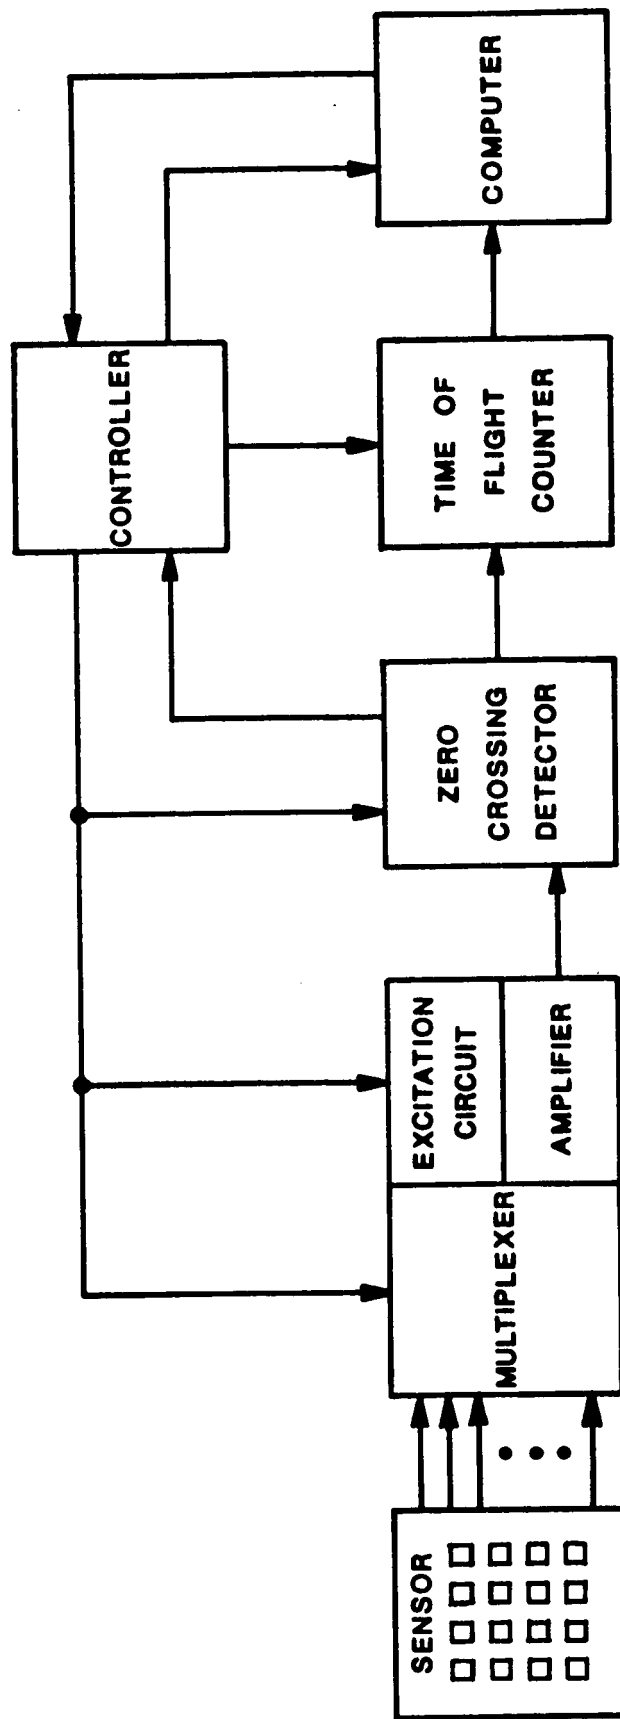 SENSOR
MULTIPLEXER
EXCITATION
CIRCUIT
AMPLIFIER
ZERO
CROSSING
DETECTOR
CONTROLLER
TIME OF
FLIGHT
COUNTER
COMPUTER